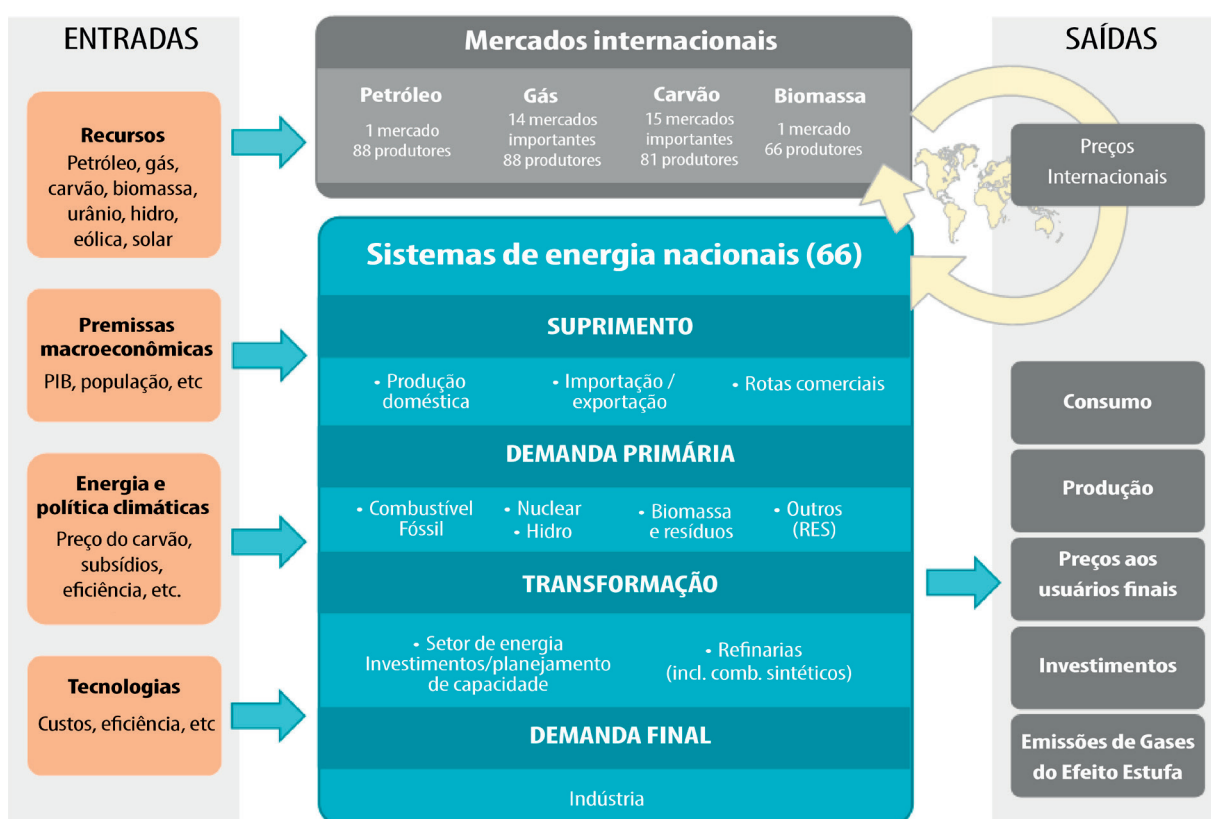 ENTRADAS
Recursos
Petróleo, gás,
carvão, biomassa,
urânio, hidro,
eólica, solar
Premissas
macroeconômicas
PIB, população, etc
Energia e
política climáticas
Preço do carvão,
subsídios,
eficiência, etc.
Tecnologias
Custos, eficiência, etc
Mercados internacionais
Petróleo
1 mercado
88 produtores
Gás
14 mercados
importantes
88 produtores
Carvão
15 mercados
importantes
81 produtores
Biomassa
1 mercado
66 produtores
Sistemas de energia nacionais (66)
SUPRIMENTO
• Produção
doméstica
• Importação /
exportação
• Rotas comerciais
DEMANDA PRIMÁRIA
• Combustível
Fóssil
• Nuclear
• Hidro
• Biomassa
e resíduos
• Outros
(RES)
TRANSFORMAÇÃO
• Setor de energia
Investimentos/planejamento
de capacidade
• Refinarias
(incl. comb. sintéticos)
DEMANDA FINAL
Indústria
SAÍDAS
Preços
Internacionais
Consumo
Produção
Preços aos
usuários finais
Investimentos
Emissões de Gases
do Efeito Estufa